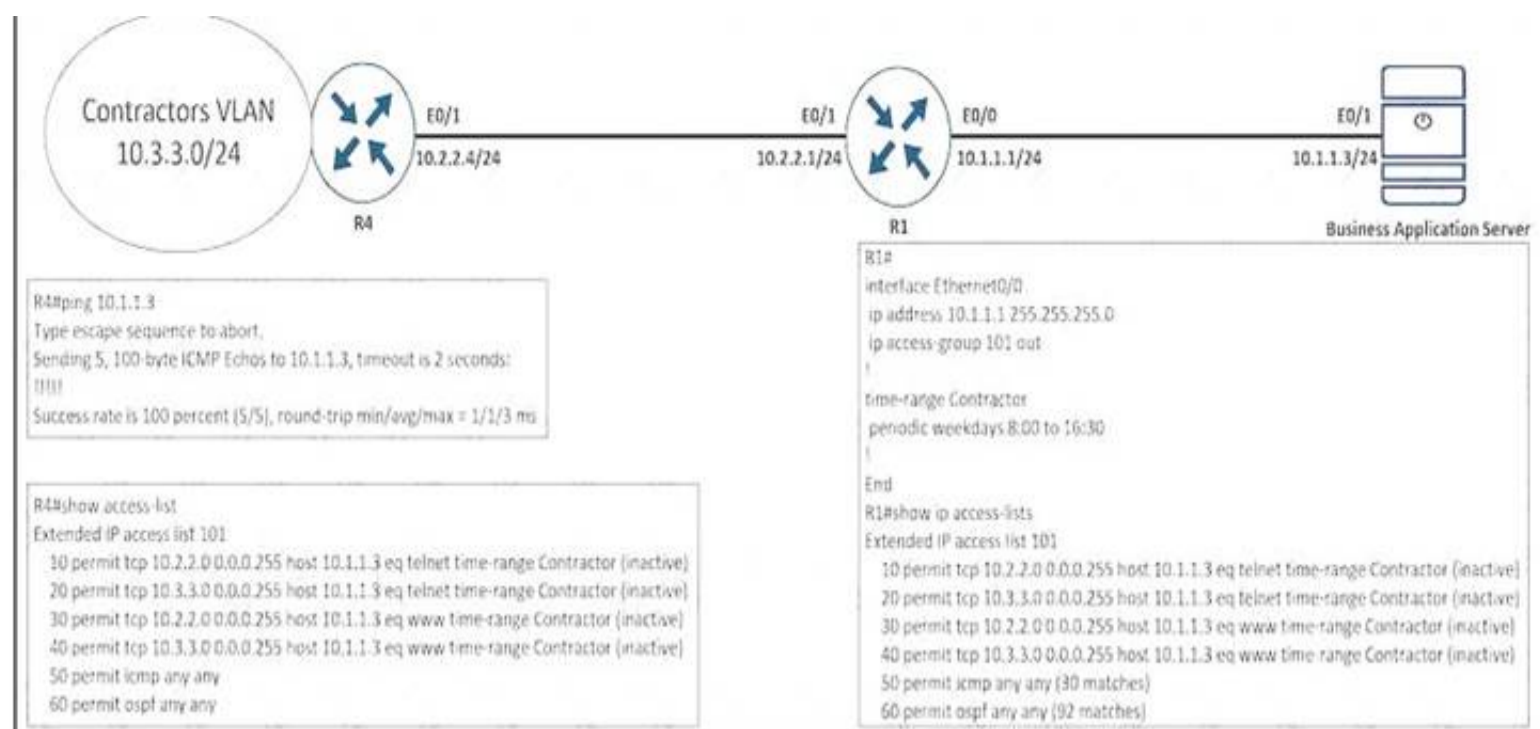 Contractors VLAN
10.3.3.0/24
E0/1
10.2.2.4/24
R4
E0/1
10.2.2.1/24
E0/0
10.1.1.1/24
R1
E0/1
10.1.1.3/24
Business Application Server
R4#ping 10.1.1.3
Type escape sequence to abort.
Sending 5, 100-byte ICMP Echos to 10.1.1.3, timeout is 2 seconds:
!!!!!
Success rate is 100 percent (5/5), round-trip min/avg/max = 1/1/3 ms
R4#show access-list
Extended IP access list 101
10 permit tcp 10.2.2.0 0.0.0.255 host 10.1.1.3 eq telnet time-range Contractor (inactive)
20 permit tcp 10.3.3.0 0.0.0.255 host 10.1.1.3 eq telnet time-range Contractor (inactive)
30 permit tcp 10.2.2.0 0.0.0.255 host 10.1.1.3 eq www time-range Contractor (inactive)
40 permit tcp 10.3.3.0 0.0.0.255 host 10.1.1.3 eq www time-range Contractor (inactive)
50 permit icmp any any
60 permit ospf any any
R1#
interface Ethernet0/0
ip address 10.1.1.1 255.255.255.0
ip access-group 101 out
!
time-range Contractor
periodic weekdays 8:00 to 16:30
!
End
R1#show ip access-lists
Extended IP access list 101
10 permit tcp 10.2.2.0 0.0.0.255 host 10.1.1.3 eq telnet time-range Contractor (inactive)
20 permit tcp 10.3.3.0 0.0.0.255 host 10.1.1.3 eq telnet time-range Contractor (inactive)
30 permit tcp 10.2.2.0 0.0.0.255 host 10.1.1.3 eq www time-range Contractor (inactive)
40 permit tcp 10.3.3.0 0.0.0.255 host 10.1.1.3 eq www time-range Contractor (inactive)
50 permit icmp any any (30 matches)
60 permit ospf any any (92 matches)